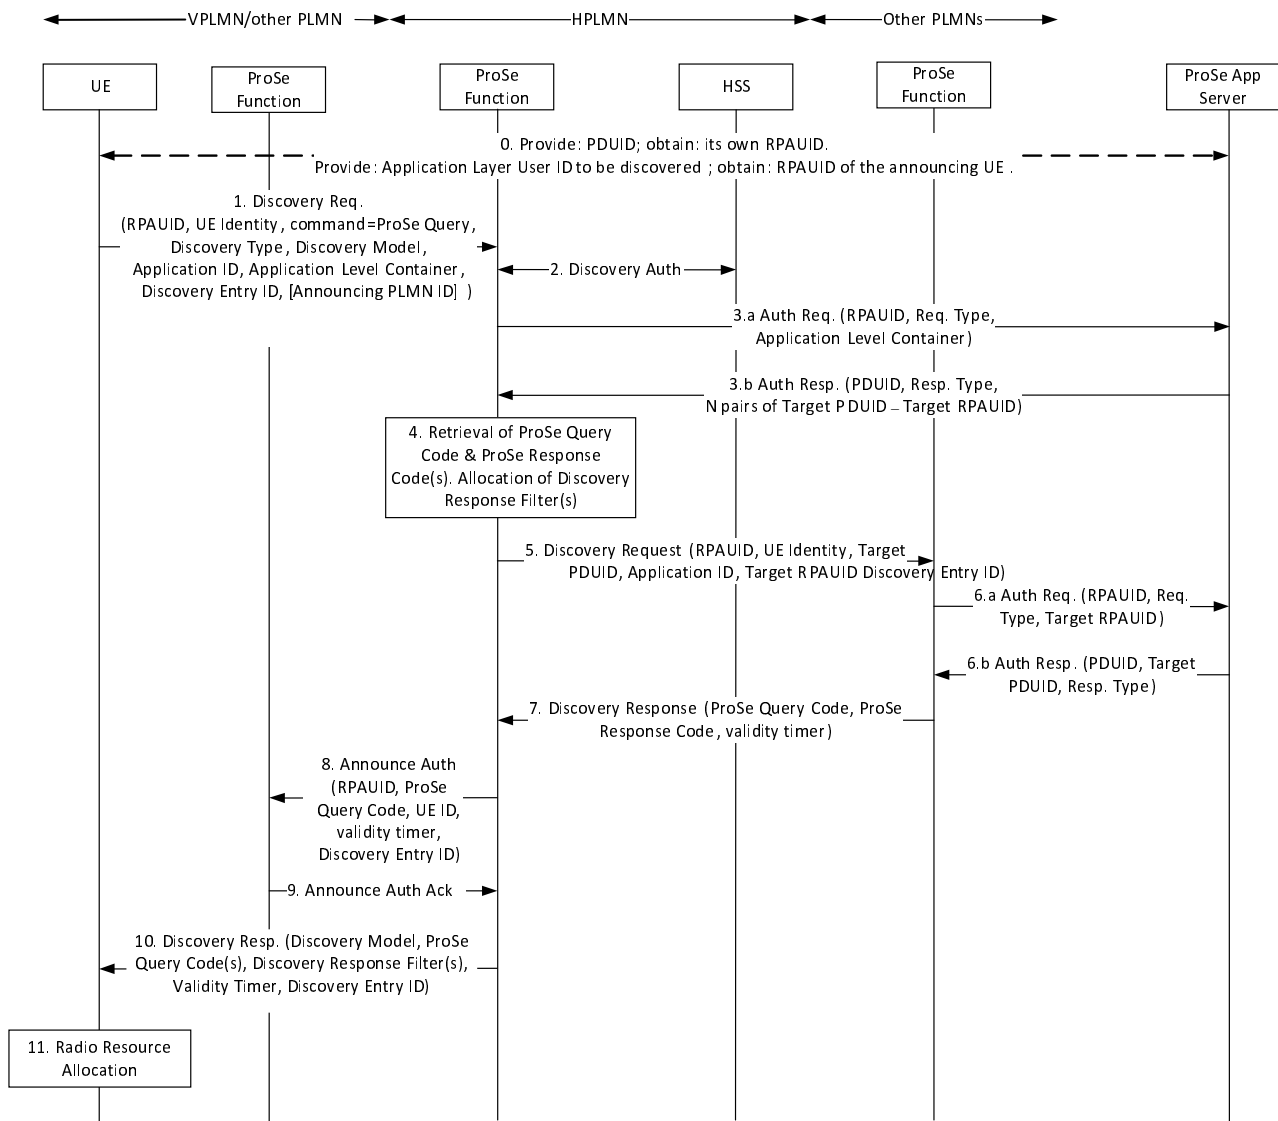 VPLMN/other PLMN
HPLMN
Other PLMNs
UE
ProSe
Function
ProSe
Function
HSS
ProSe
Function
ProSe App
Server
0. Provide: PDUID; obtain: its own RPAUID.
Provide: Application Layer User ID to be discovered ; obtain: RPAUID of the announcing UE .
1. Discovery Req.
(RPAUID, UE Identity, command=ProSe Query,
Discovery Type, Discovery Model,
Application ID, Application Level Container,
Discovery Entry ID, [Announcing PLMN ID] )
2. Discovery Auth
3.a Auth Req. (RPAUID, Req. Type,
Application Level Container)
3.b Auth Resp. (PDUID, Resp. Type,
N pairs of Target PDUID – Target RPAUID)
4. Retrieval of ProSe Query
Code & ProSe Response
Code(s). Allocation of Discovery
Response Filter(s)
5. Discovery Request (RPAUID, UE Identity, Target
PDUID, Application ID, Target RPAUID Discovery Entry ID)
6.a Auth Req. (RPAUID, Req.
Type, Target RPAUID)
6.b Auth Resp. (PDUID, Target
PDUID, Resp. Type)
7. Discovery Response (ProSe Query Code, ProSe
Response Code, validity timer)
8. Announce Auth
(RPAUID, ProSe
Query Code, UE ID,
validity timer,
Discovery Entry ID)
9. Announce Auth Ack
10. Discovery Resp. (Discovery Model, ProSe
Query Code(s), Discovery Response Filter(s),
Validity Timer, Discovery Entry ID)
11. Radio Resource
Allocation